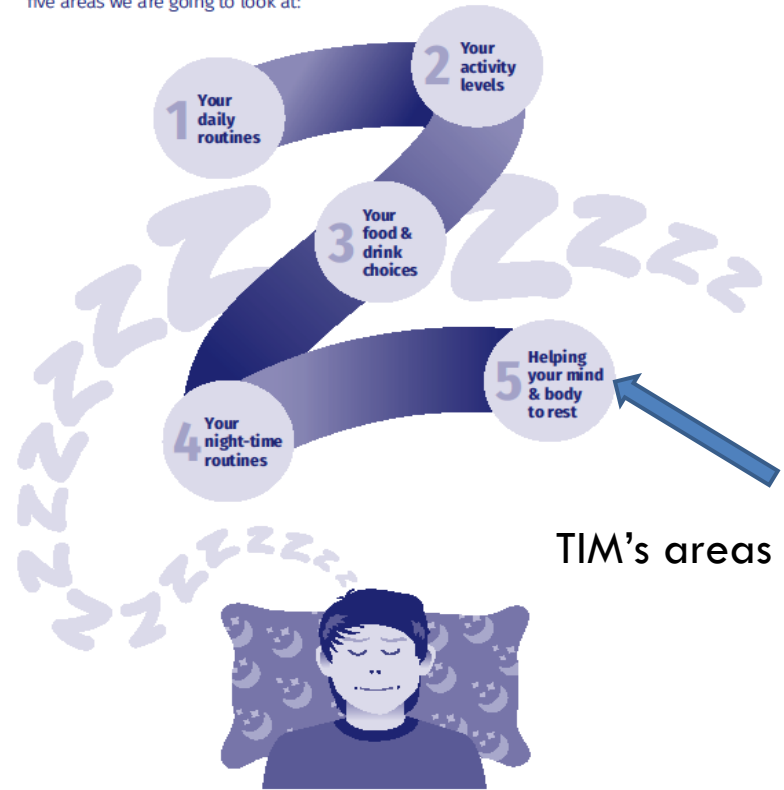 five areas we are going to look at:
1 Your
daily
routines
2 Your
activity
levels
3 Your
food &
drink
choices
4 Your
night-time
routines
5 Helping
your mind
& body
to rest
TIM's areas